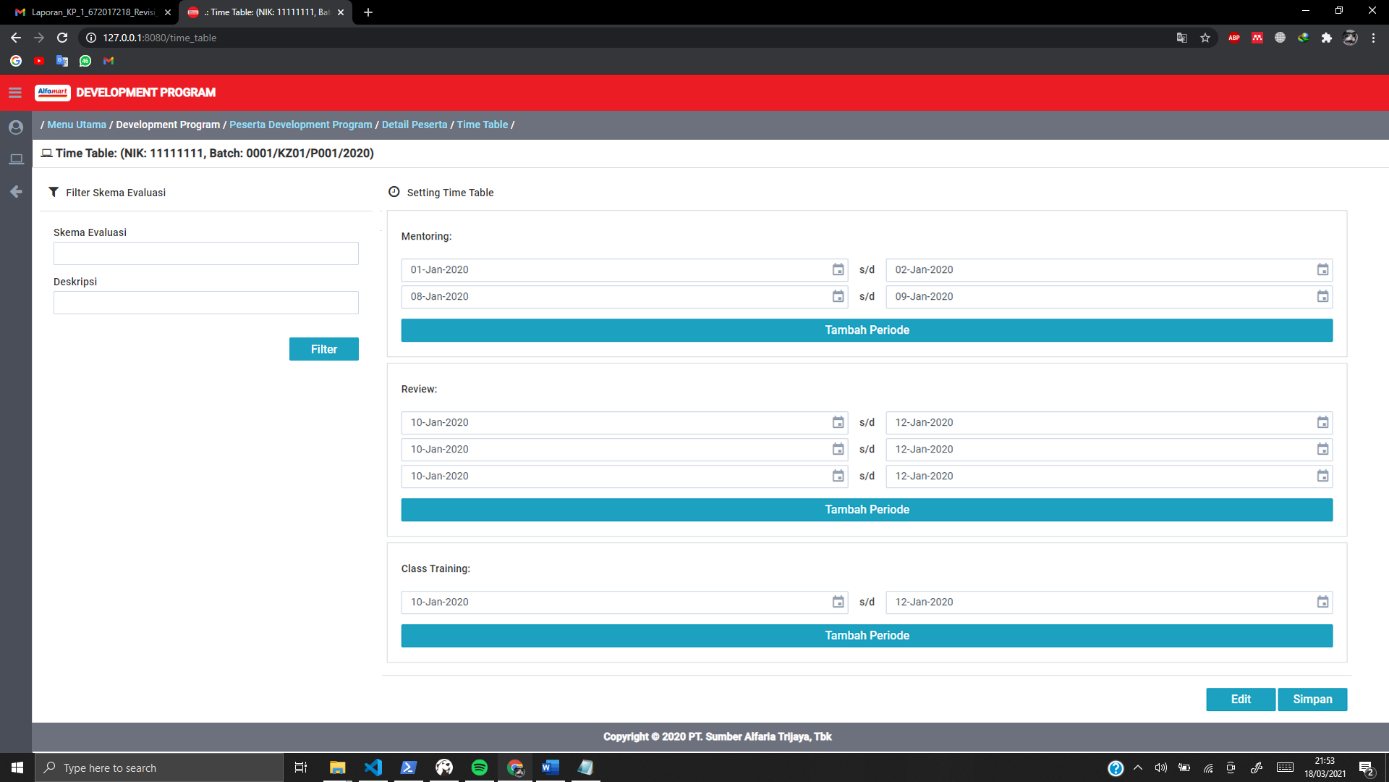 Laporan_KP_1_672017218_Revisi
.: Time Table: (NIK: 11111111, Bat
127.0.0.1:8080/time_table
ABP
Alfamart DEVELOPMENT PROGRAM
/ Menu Utama / Development Program / Peserta Development Program / Detail Peserta / Time Table /
Time Table: (NIK: 11111111, Batch: 0001/KZ01/P001/2020)
Filter Skema Evaluasi
Skema Evaluasi
Deskripsi
Filter
Setting Time Table
Mentoring:
01-Jan-2020 s/d 02-Jan-2020
08-Jan-2020 s/d 09-Jan-2020
Tambah Periode
Review:
10-Jan-2020 s/d 12-Jan-2020
10-Jan-2020 s/d 12-Jan-2020
10-Jan-2020 s/d 12-Jan-2020
Tambah Periode
Class Training:
10-Jan-2020 s/d 12-Jan-2020
Tambah Periode
Edit Simpan
Copyright © 2020 PT. Sumber Alfaria Trijaya, Tbk
Type here to search
21:53
18/03/2021
2